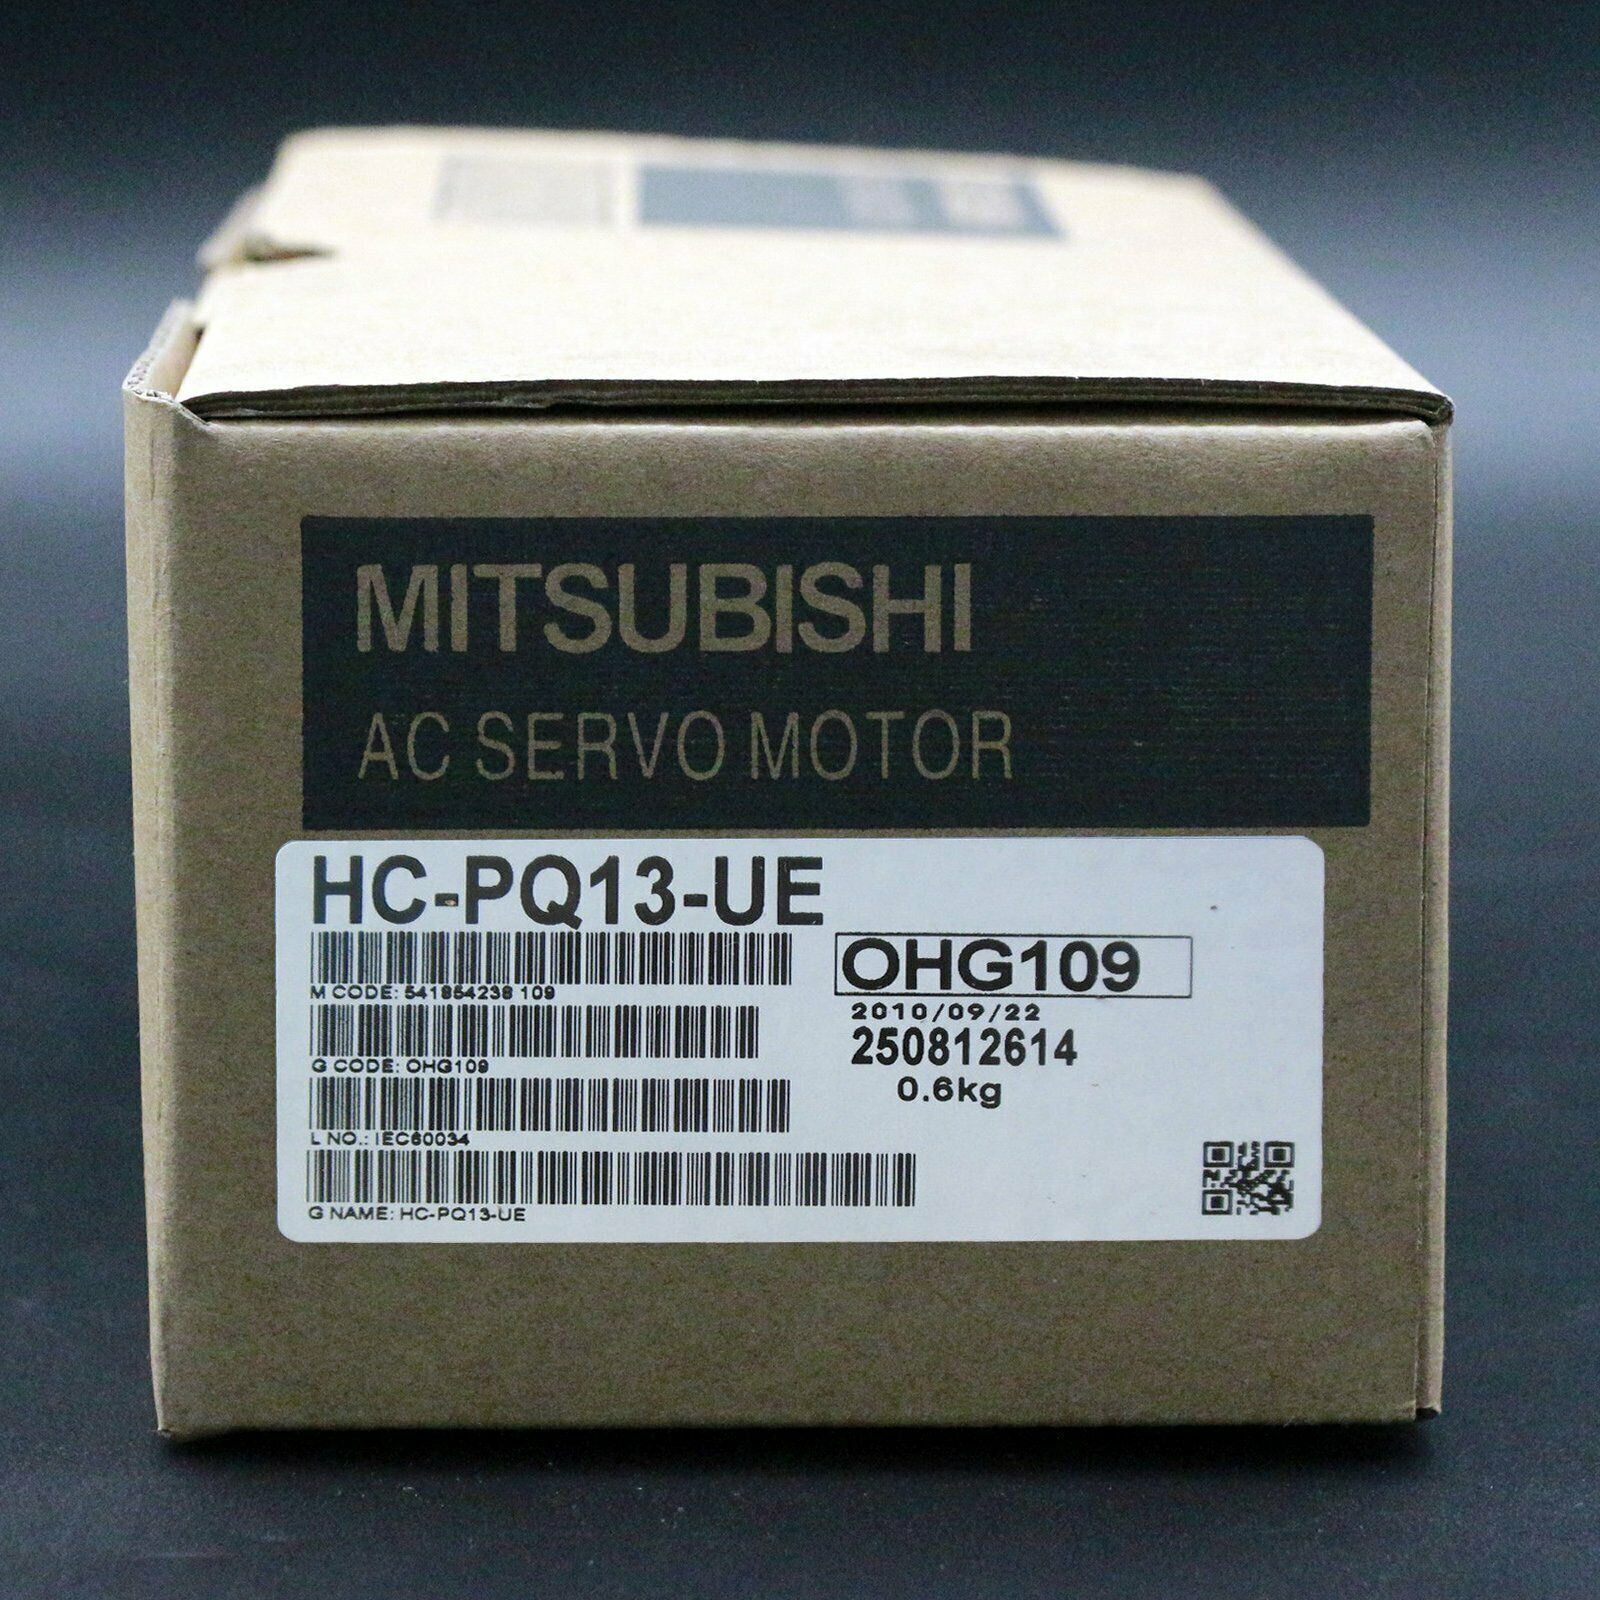 MITSUBISHI
AC SERVO MOTOR
HC-PQ13-UE
OHG109
M CODE: 541854238 109
2010/09/22
250812614
G CODE: OHG109
0.6kg
L NO.: IEC60034
G NAME: HC-PQ13-UE